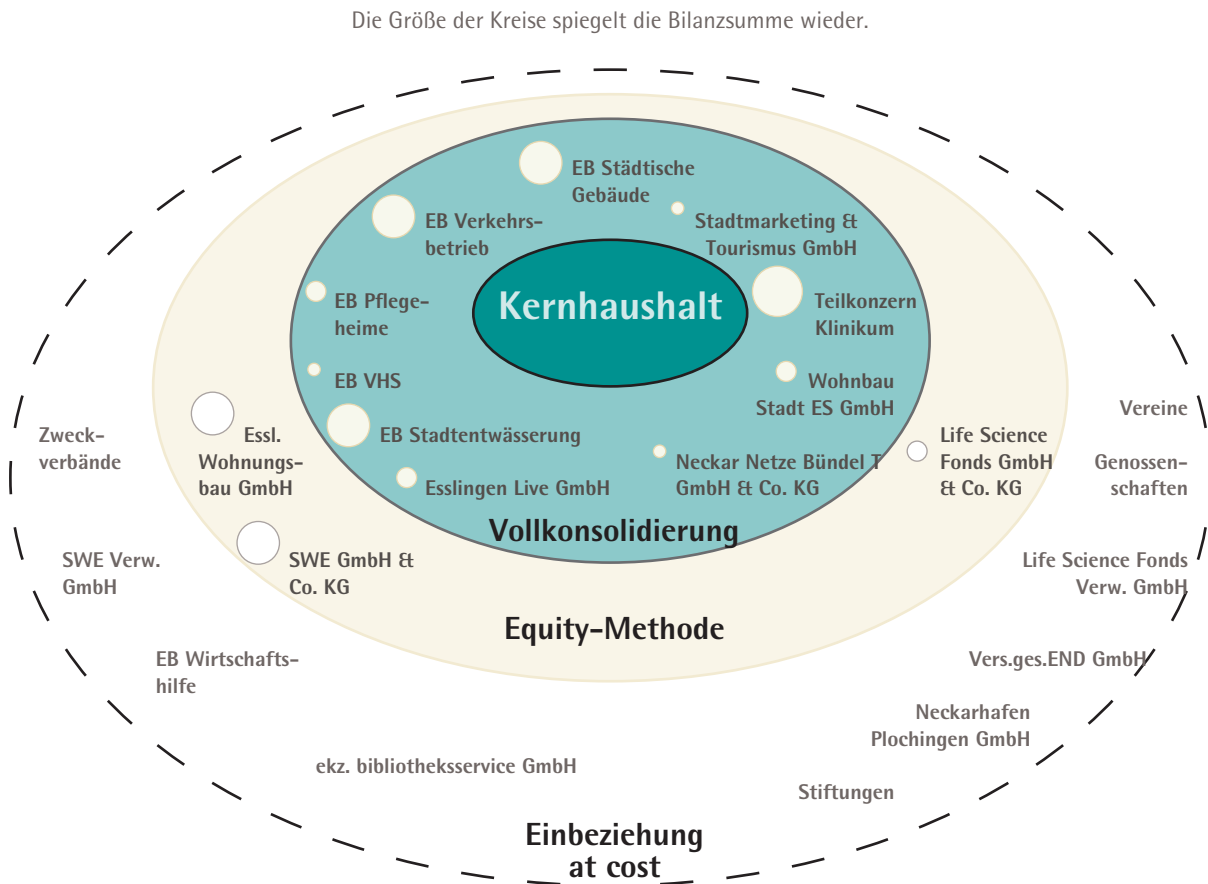 Die Größe der Kreise spiegelt die Bilanzsumme wieder.
EB Städtische
Gebäude
EB Verkehrs-
betrieb
Stadtmarketing &
Tourismus GmbH
Kernhaushalt
EB Pflege-
heime
Teilkonzern
Klinikum
EB VHS
Wohnbau
Stadt ES GmbH
EB Stadtentwässerung
Esslingen Live GmbH
Neckar Netze Bündel T
GmbH & Co. KG
Vollkonsolidierung
Essl.
Wohnungs-
bau GmbH
Life Science
Fonds GmbH
& Co. KG
SWE GmbH &
Co. KG
Equity-Methode
Zweck-
verbände
Vereine
Genossen-
schaften
SWE Verw.
GmbH
Life Science Fonds
Verw. GmbH
EB Wirtschafts-
hilfe
Vers.ges.END GmbH
Neckarhafen
Plochingen GmbH
ekz. bibliotheksservice GmbH
Stiftungen
Einbeziehung
at cost